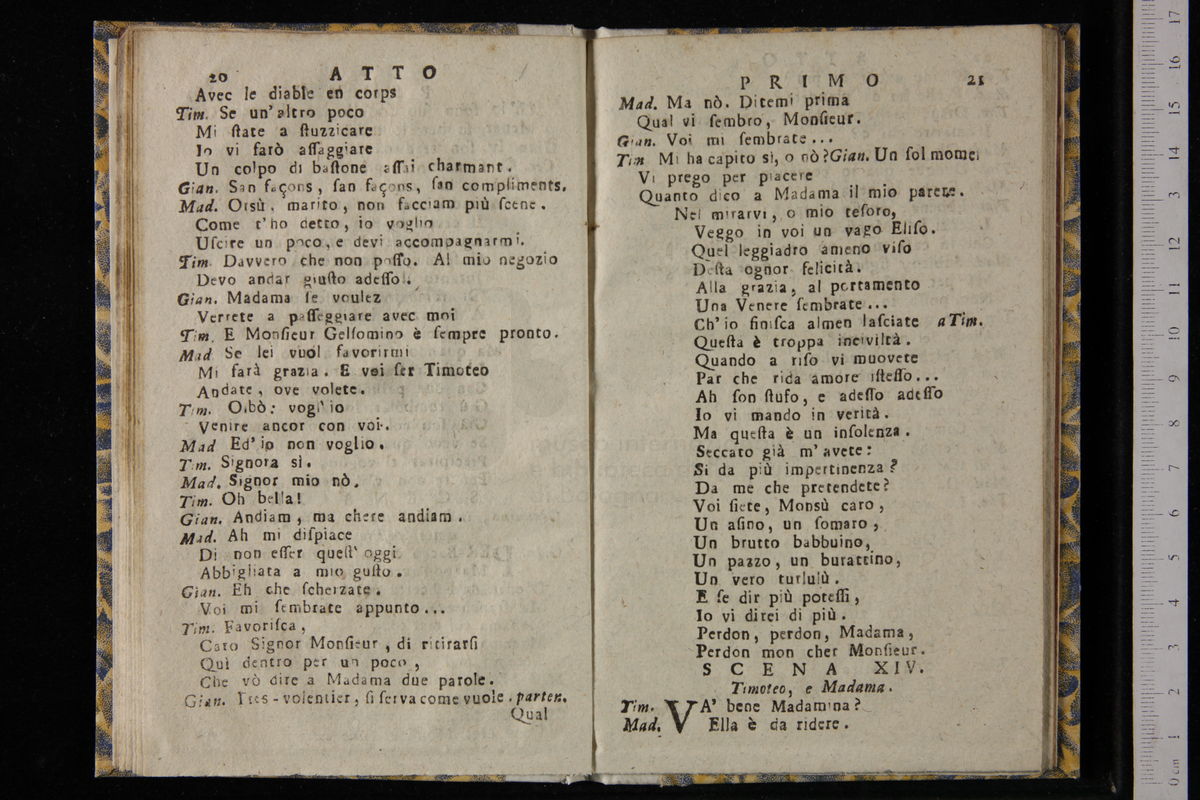 20 ATTO
Avec le diable en corps
Tim. Se un'altro poco
Mi ſtate a ſtuzzicare
Io vi farò aſſaggiare
Un colpo di baſtone aſſai charmant.
Gian. San façons, ſan façons, ſan compliments.
Mad. Orsù, marito, non facciam più ſcene.
Come t'ho detto, io voglio
Uſcire un poco, e devi accompagnarmi.
Tim. Davvero che non poſſo. Al mio negozio
Devo andar giuſto adeſſo.
Gian. Madama ſe voulez
Verrete a paſſeggiare avec moi
Tim. E Monſieur Gelſomino è ſempre pronto.
Mad Se lei vuol favorirmi
Mi farà grazia. E voi ſer Timoteo
Andate, ove volete.
Tim. Oibò: vogl'io
Venire ancor con voi.
Mad Ed'io non voglio.
Tim. Signora sì.
Mad. Signor mio nò.
Tim. Oh bella!
Gian. Andiam, ma chere andiam.
Mad. Ah mi diſpiace
Di non eſſer queſt' oggi
Abbigliata a mio guſto.
Gian. Eh che ſcherzate.
Voi mi ſembrate appunto...
Tim. Favoriſca,
Caro Signor Monſieur, di ritirarſi
Quì dentro per un poco,
Che vò dire a Madama due parole.
Gian. Tres-volentier, ſi ſerva come vuole. parten.
Qual
PRIMO 21
Mad. Ma nò. Ditemi prima
Qual vi ſembro, Monſieur.
Gian. Voi mi ſembrate...
Tim Mi ha capito sì, o nò? Gian. Un ſol momei
Vi prego per piacere
Quanto dico a Madama il mio parere.
Nel mirarvi, o mio teſoro,
Veggo in voi un vago Eliſo.
Quel leggiadro ameno viſo
Deſta ognor felicità.
Alla grazia, al portamento
Una Venere ſembrate...
Ch'io finiſca almen laſciate a Tim.
Queſta è troppa inciviltà.
Quando a riſo vi muovete
Par che rida amore iſteſſo...
Ah ſon ſtufo, e adeſſo adeſſo
Io vi mando in verità.
Ma queſta è un inſolenza.
Seccato già m'avete:
Si da più impertinenza?
Da me che pretendete?
Voi ſiete, Monsù caro,
Un aſino, un ſomaro,
Un brutto babbuino,
Un pazzo, un burattino,
Un vero turlulù.
E ſe dir più poteſſi,
Io vi direi di più.
Perdon, perdon, Madama,
Perdon mon cher Monſieur.
SCENA XIV.
Timoteo, e Madama.
Tim. VA' bene Madamina?
Mad. Ella è da ridere.